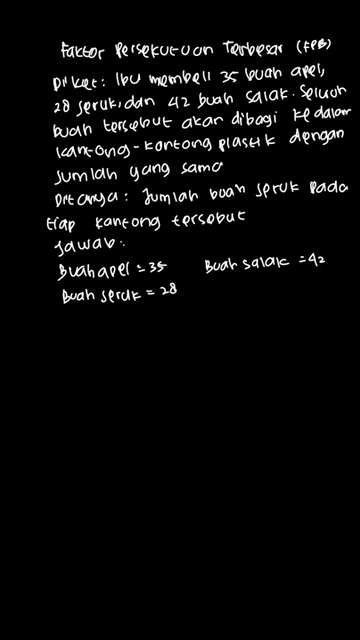 Faktor Persekutuan Terbesar (FPB)
Diket: Ibu membeli 35 buah apel,
28 jeruk, dan 42 buah salak. Seluruh
buah tersebut akan dibagi kedalam
kantong-kantong plastik dengan
jumlah yang sama
Ditanya: Jumlah buah jeruk pada
tiap kantong tersebut
Jawab:
Buah apel = 35 Buah salak = 42
Buah jeruk = 28